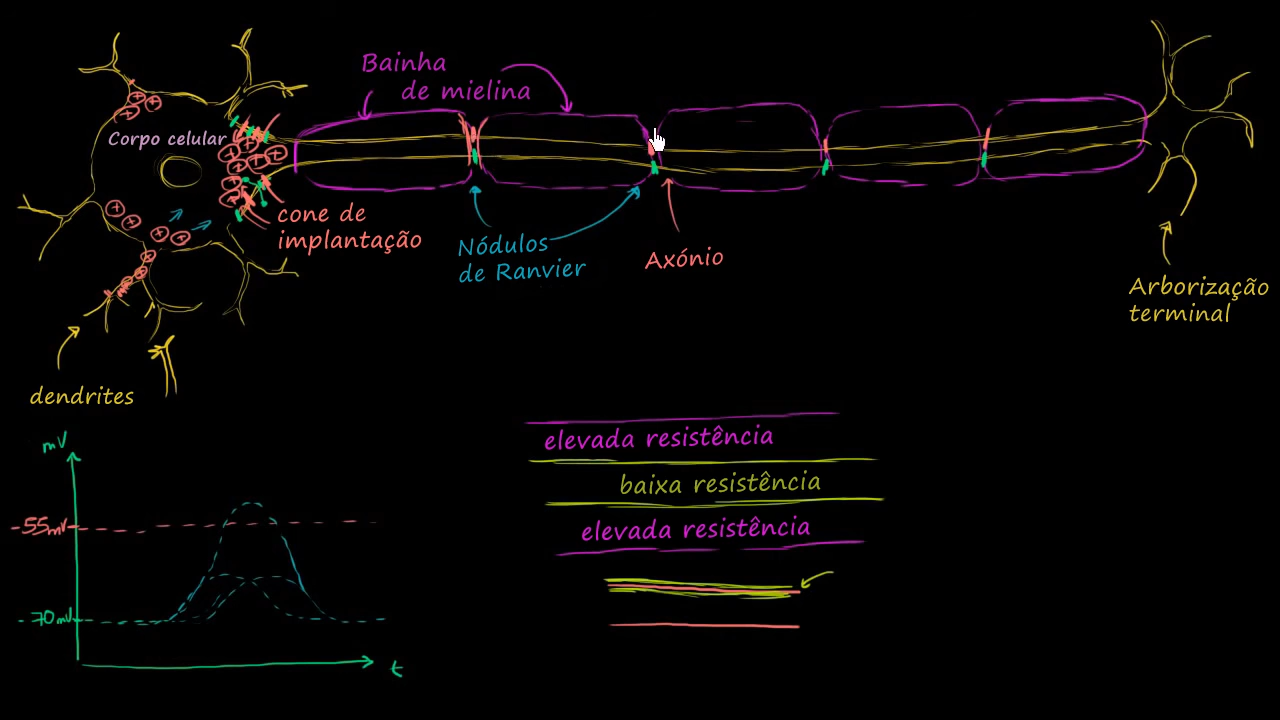 Bainha
de mielina
Corpo celular
cone de
implantação
Nódulos
de Ranvier
Axónio
Arborização
terminal
dendrites
mV
-55mV
-70mV
t
elevada resistência
baixa resistência
elevada resistência